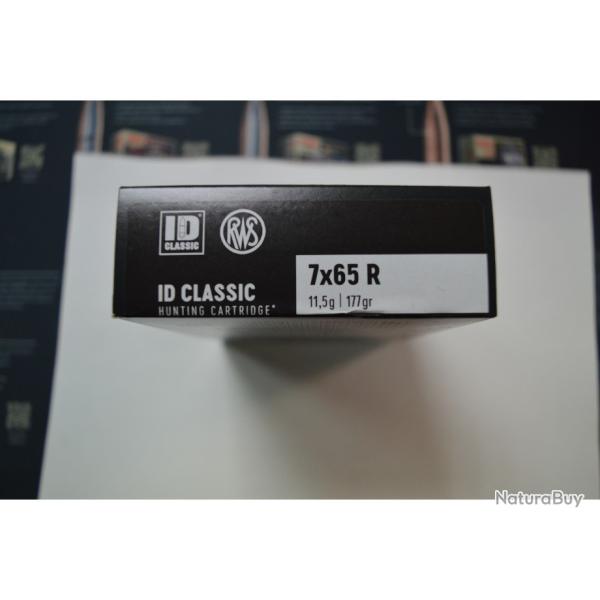 ID
CLASSIC
RWS
ID CLASSIC
HUNTING CARTRIDGE*
7x65 R
11,5g | 177gr
NaturaBuy